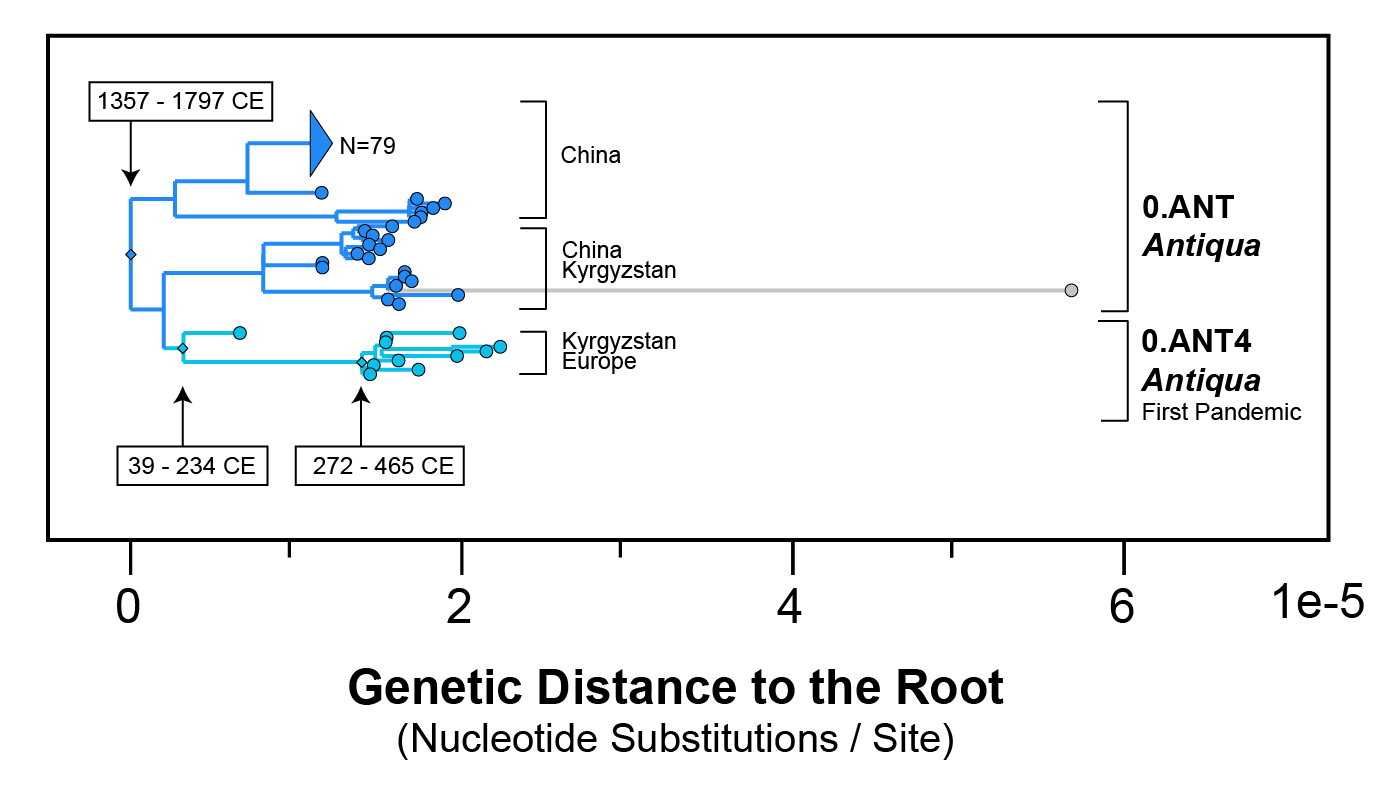 1357 - 1797 CE
N=79
China
China
Kyrgyzstan
0.ANT
Antiqua
Kyrgyzstan
Europe
0.ANT4
Antiqua
First Pandemic
39 - 234 CE
272 - 465 CE
0
2
4
6
1e-5
Genetic Distance to the Root
(Nucleotide Substitutions / Site)